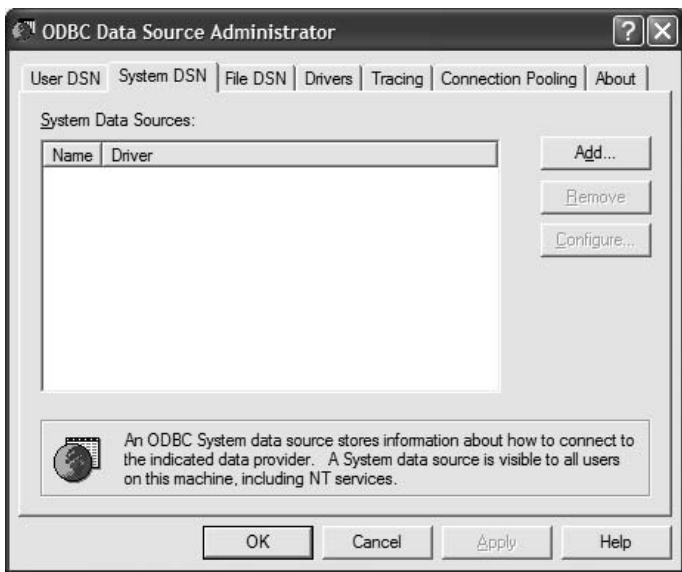 ODBC Data Source Administrator
User DSN System DSN File DSN Drivers Tracing Connection Pooling About
System Data Sources:
Name Driver
Add...
Remove
Configure...
An ODBC System data source stores information about how to connect to
the indicated data provider. A System data source is visible to all users
on this machine, including NT services.
OK Cancel Apply Help